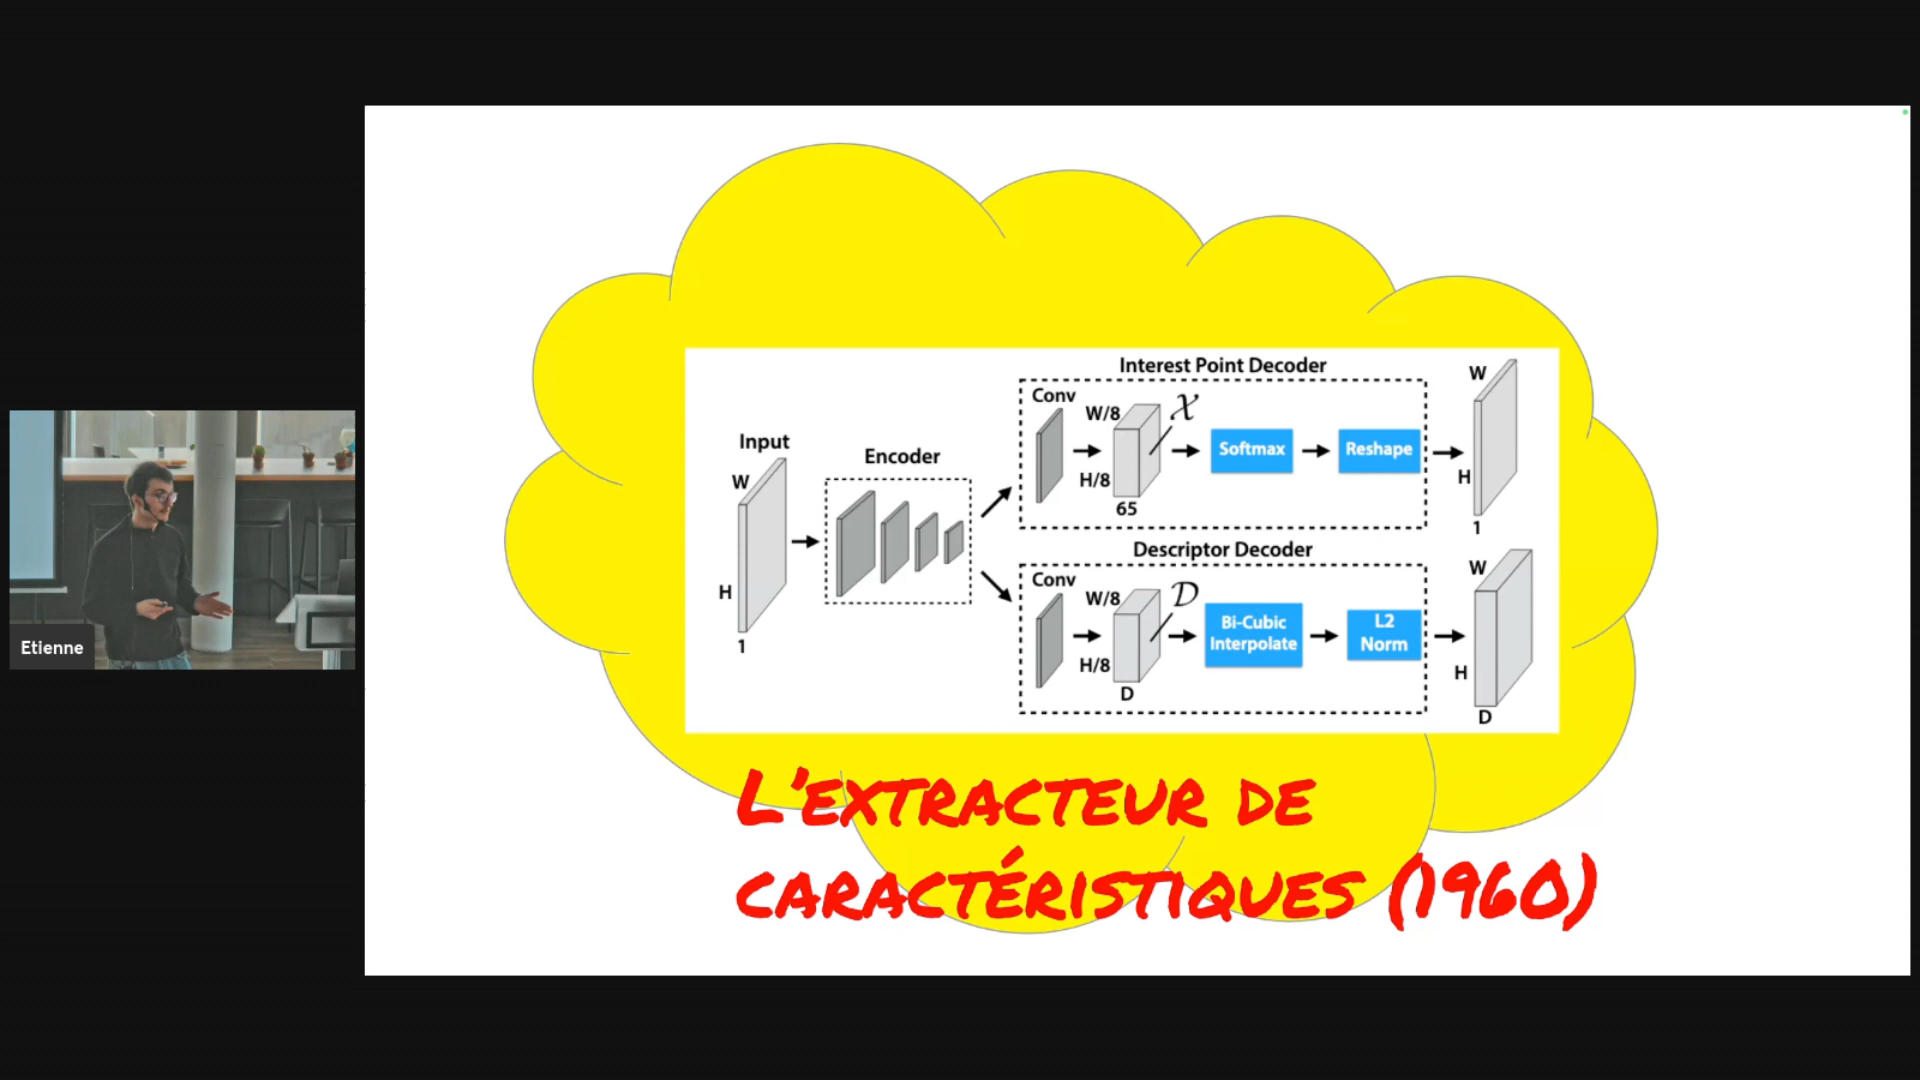 Etienne
Input
W
H
1
Encoder
Interest Point Decoder
Conv
W/8
H/8
65
X
Softmax
Reshape
W
H
1
Descriptor Decoder
Conv
W/8
H/8
D
D
Bi-Cubic
Interpolate
L2
Norm
W
H
D
L'EXTRACTEUR DE
CARACTÉRISTIQUES (1960)